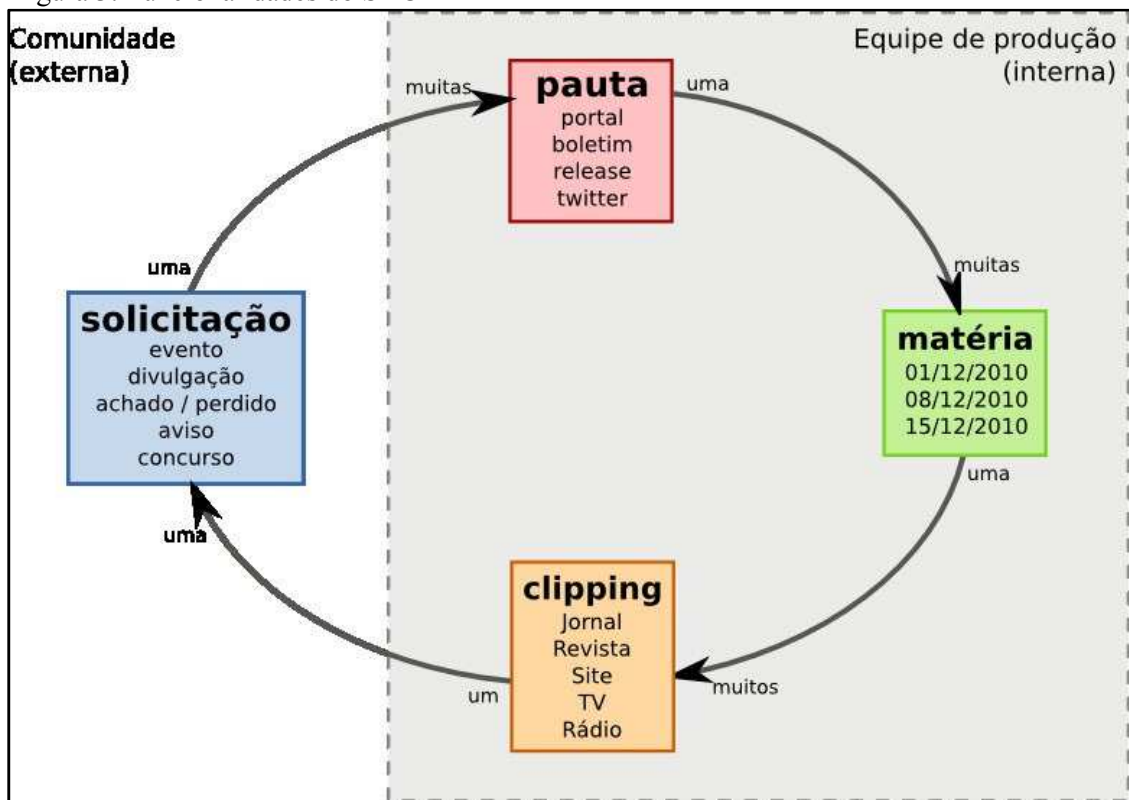 Comunidade
(externa)
Equipe de produção
(interna)
muitas
pauta
portal
boletim
release
twitter
uma
uma
muitas
solicitação
evento
divulgação
achado / perdido
aviso
concurso
matéria
01/12/2010
08/12/2010
15/12/2010
uma
uma
clipping
Jornal
Revista
Site
TV
Rádio
um
muitos